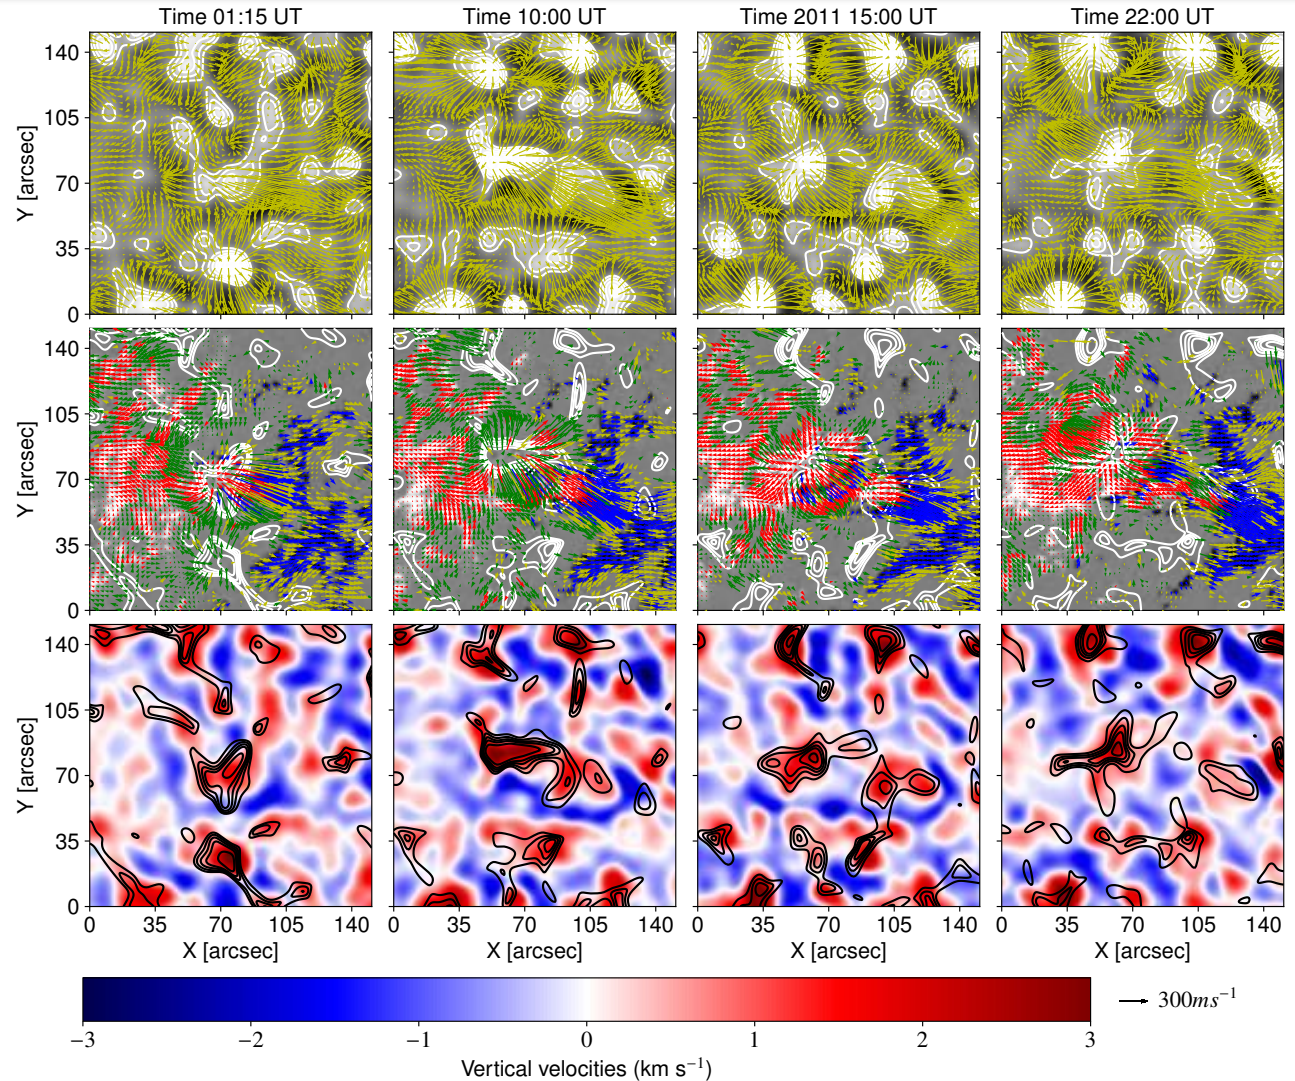 Time 01:15 UT
Time 10:00 UT
Time 2011 15:00 UT
Time 22:00 UT
140
105
70
35
0
Y [arcsec]
140
105
70
35
0
Y [arcsec]
140
105
70
35
0
Y [arcsec]
0 35 70 105 140
0 35 70 105 140
0 35 70 105 140
0 35 70 105 140
X [arcsec]
X [arcsec]
X [arcsec]
X [arcsec]
300ms⁻¹
−3 −2 −1 0 1 2 3
Vertical velocities (km s⁻¹)